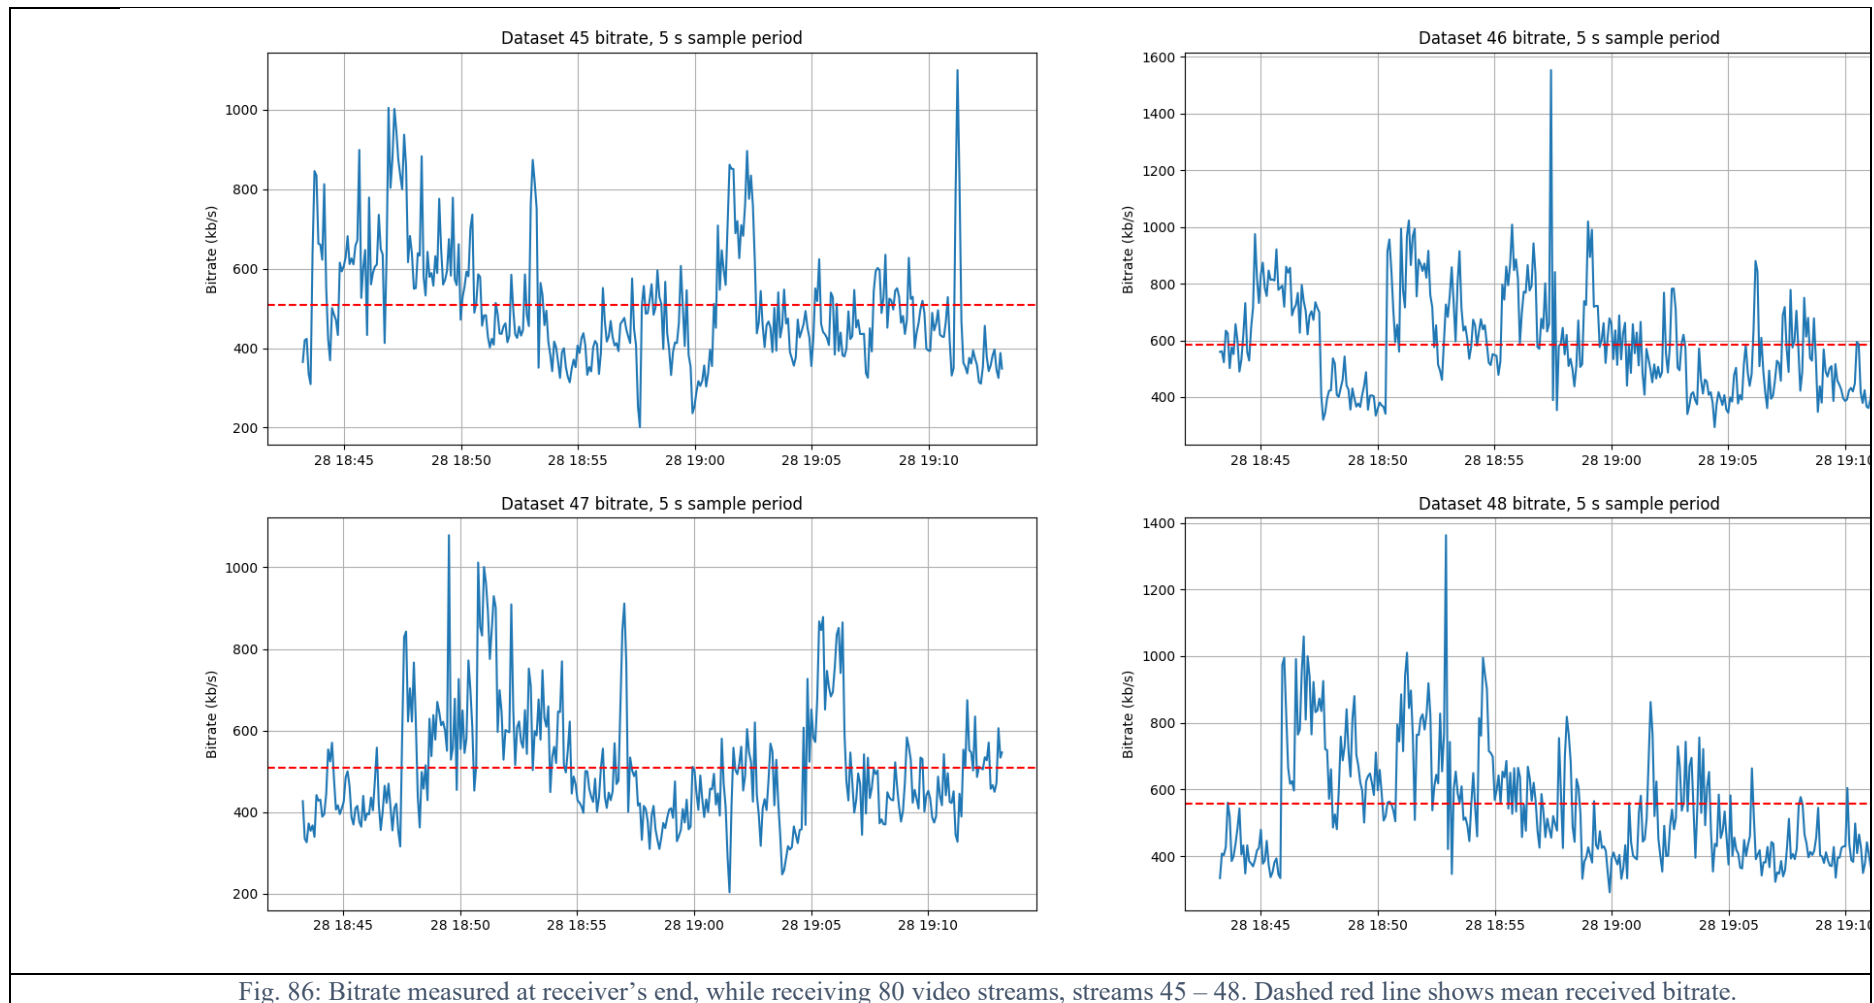 Dataset 45 bitrate, 5 s sample period
Bitrate (kb/s)
1000
800
600
400
200
28 18:45 28 18:50 28 18:55 28 19:00 28 19:05 28 19:10
Dataset 46 bitrate, 5 s sample period
Bitrate (kb/s)
1600
1400
1200
1000
800
600
400
28 18:45 28 18:50 28 18:55 28 19:00 28 19:05 28 19:10
Dataset 47 bitrate, 5 s sample period
Bitrate (kb/s)
1000
800
600
400
200
28 18:45 28 18:50 28 18:55 28 19:00 28 19:05 28 19:10
Dataset 48 bitrate, 5 s sample period
Bitrate (kb/s)
1400
1200
1000
800
600
400
28 18:45 28 18:50 28 18:55 28 19:00 28 19:05 28 19:10
Fig. 86: Bitrate measured at receiver’s end, while receiving 80 video streams, streams 45 – 48. Dashed red line shows mean received bitrate.